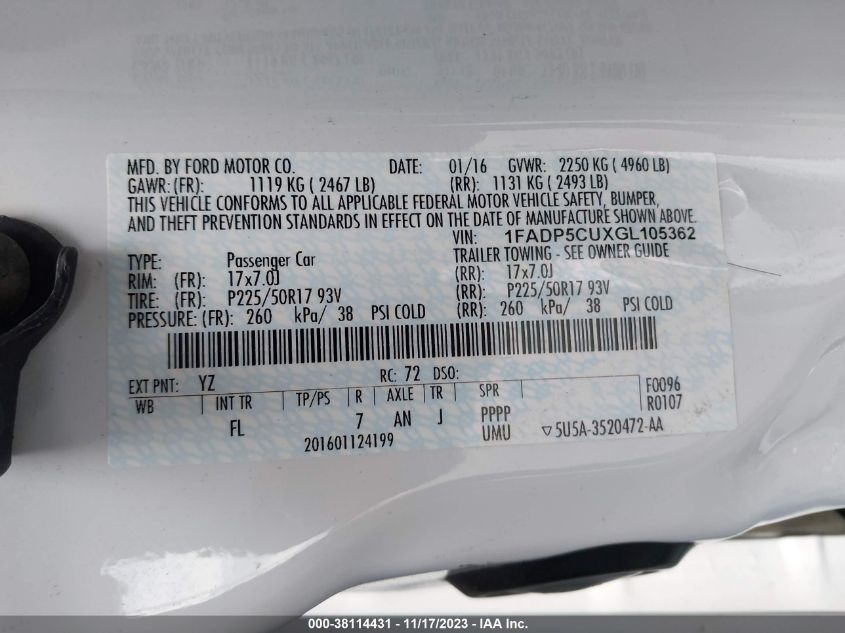 MFD. BY FORD MOTOR CO. DATE: 01/16 GVWR: 2250 KG ( 4960 LB)
GAWR: (FR): 1119 KG ( 2467 LB) (RR): 1131 KG ( 2493 LB)
THIS VEHICLE CONFORMS TO ALL APPLICABLE FEDERAL MOTOR VEHICLE SAFETY, BUMPER,
AND THEFT PREVENTION STANDARDS IN EFFECT ON THE DATE OF MANUFACTURE SHOWN ABOVE.
VIN: 1FADP5CUXGL105362
TYPE: Passenger Car TRAILER TOWING - SEE OWNER GUIDE
RIM: (FR): 17x7.0J (RR): 17x7.0J
TIRE: (FR): P225/50R17 93V (RR): P225/50R17 93V
PRESSURE: (FR): 260 kPa/ 38 PSI COLD (RR): 260 kPa/ 38 PSI COLD
EXT PNT: YZ RC: 72 DSO:
WB INT TR TP/PS R AXLE TR SPR F0096
R0107
FL 7 AN J PPPP
201601124199 UMU ▽5U5A-3520472-AA
000-38114431 - 11/17/2023 - IAA Inc.